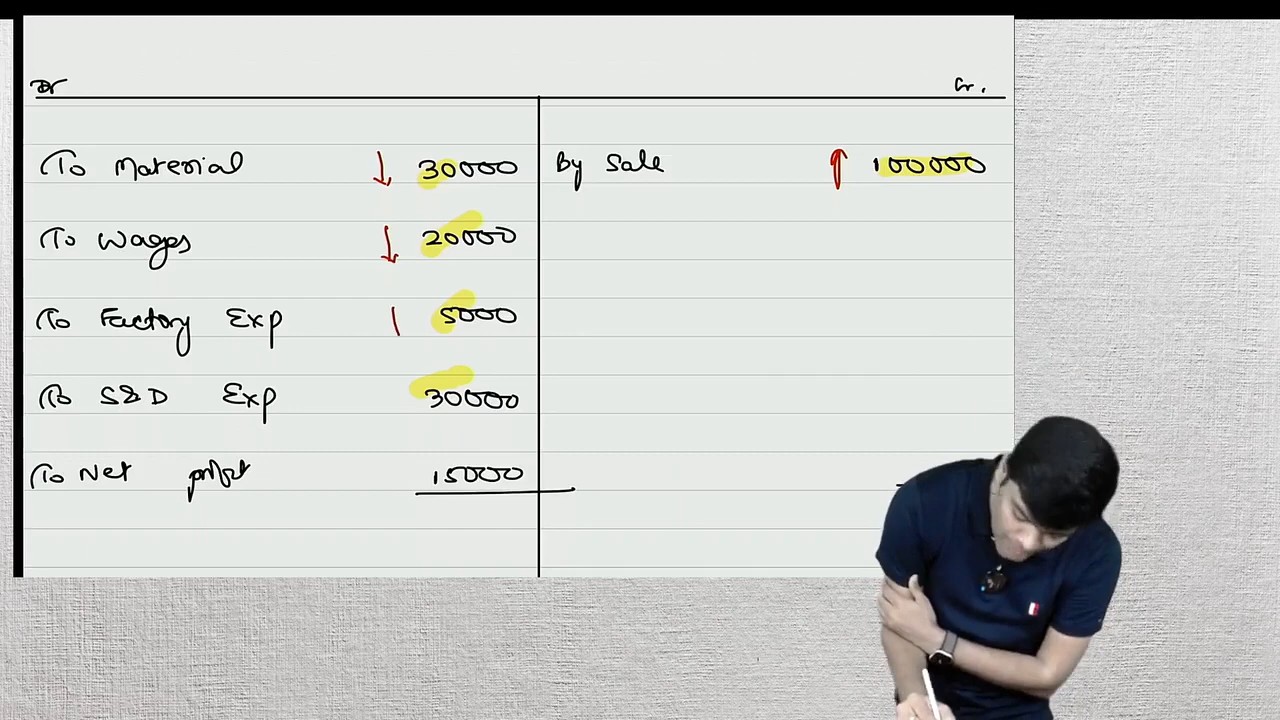 Dr Cr.
To Material 30000 By Sale 100000
To Wages 20000
To Factory Exp 5000
To S&D Exp 30000
To Net profit 15000